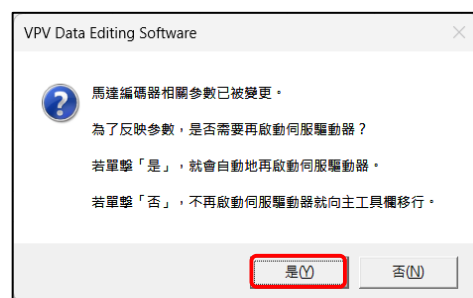 VPV Data Editing Software
馬達編碼器相關參數已被變更。
為了反映參數，是否需要再啟動伺服驅動器？
若單擊「是」，就會自動地再啟動伺服驅動器。
若單擊「否」，不再啟動伺服驅動器就向主工具欄移行。
是(Y) 否(N)